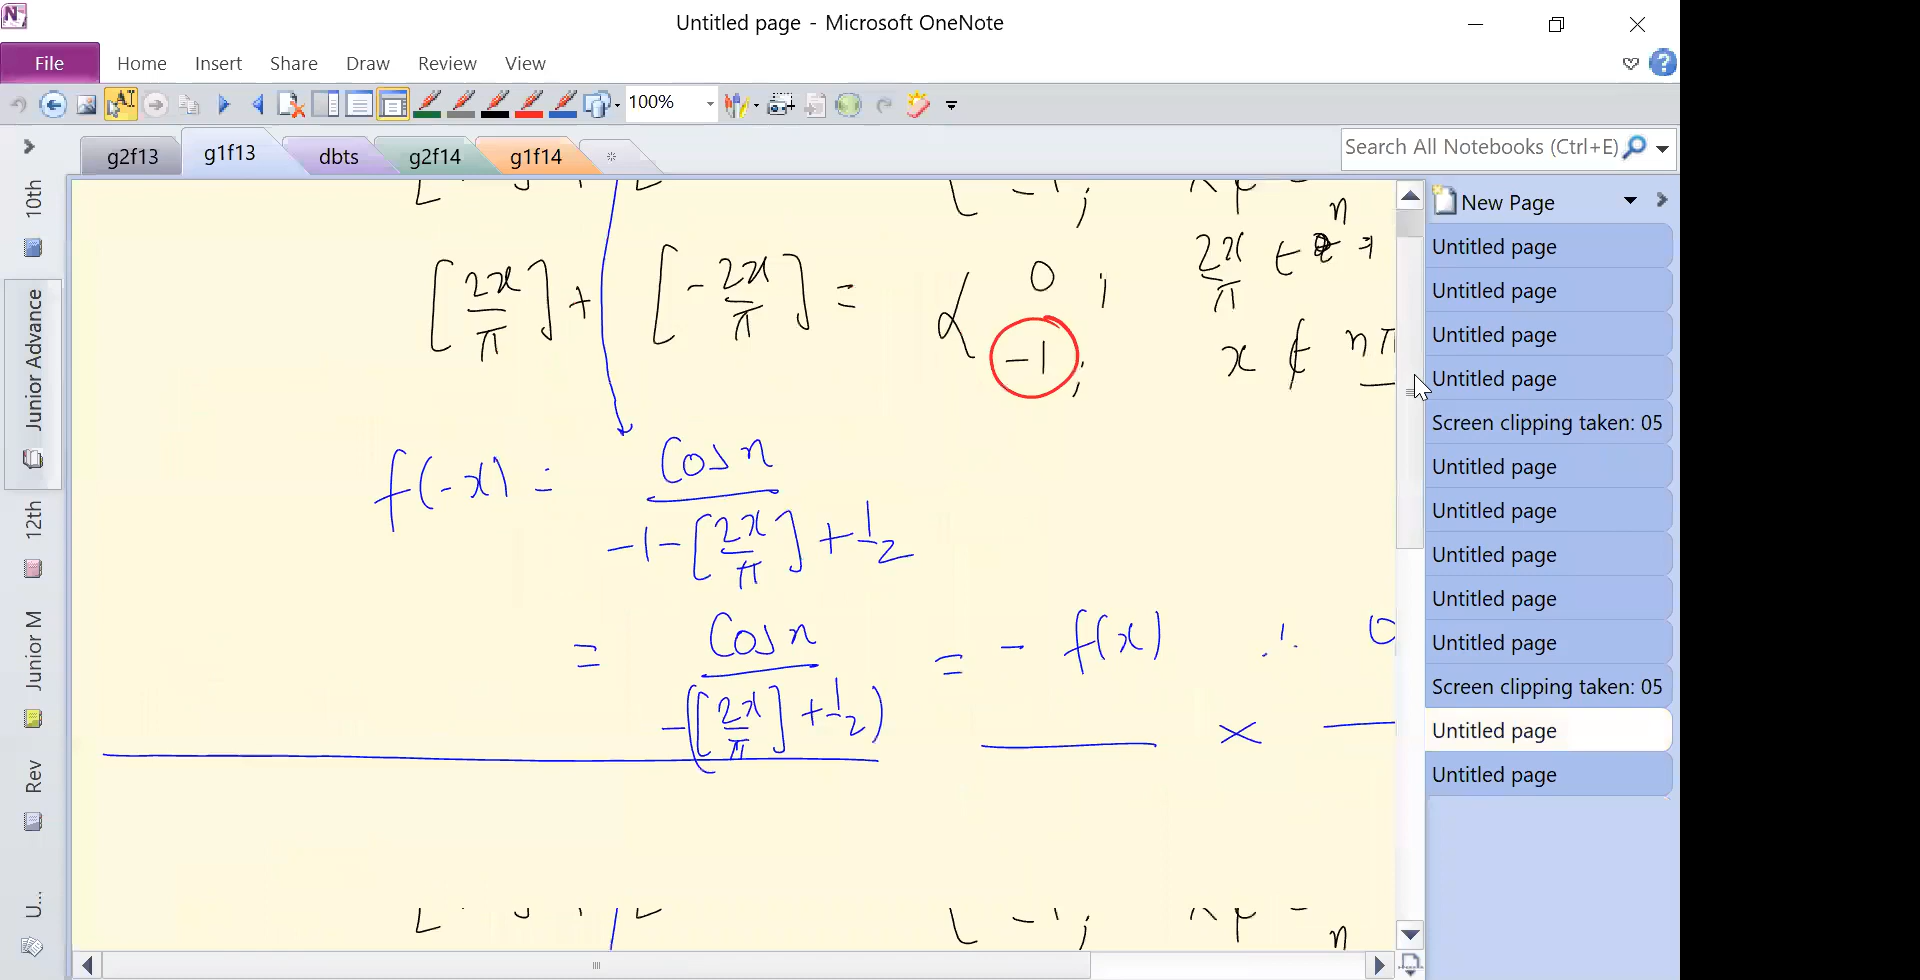 Untitled page - Microsoft OneNote
File Home Insert Share Draw Review View
100%
g2f13 g1f13 dbts g2f14 g1f14
Search All Notebooks (Ctrl+E)
10th
Junior Advance
12th
Junior M
Rev
U...
New Page
Untitled page
Untitled page
Untitled page
Untitled page
Screen clipping taken: 05
Untitled page
Untitled page
Untitled page
Untitled page
Untitled page
Screen clipping taken: 05
Untitled page
Untitled page
[2x/π] + [-2x/π] = { 0 ; 2x/π ∈
-1 ; x ∉ nπ
f(-x) = Cosx / -1-[2x/π]+1/2
= Cosx / -([2x/π]+1/2) = - f(x) ∴ 0
×
n